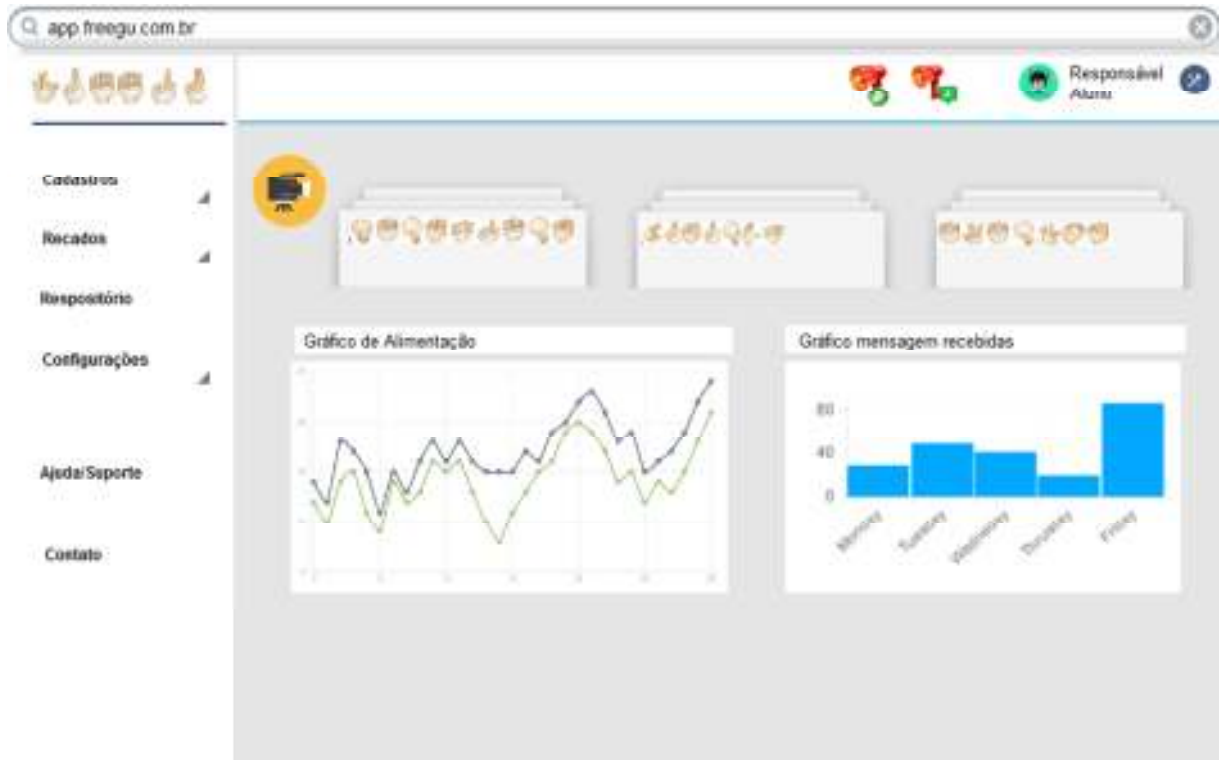 app.freegu.com.br
Responsável
Aluno
Cadastros
Recados
Respositório
Configurações
Ajuda/Suporte
Contato
Gráfico de Alimentação
Gráfico mensagem recebidas
80
40
0
Monday
Tuesday
Wednesday
Friday